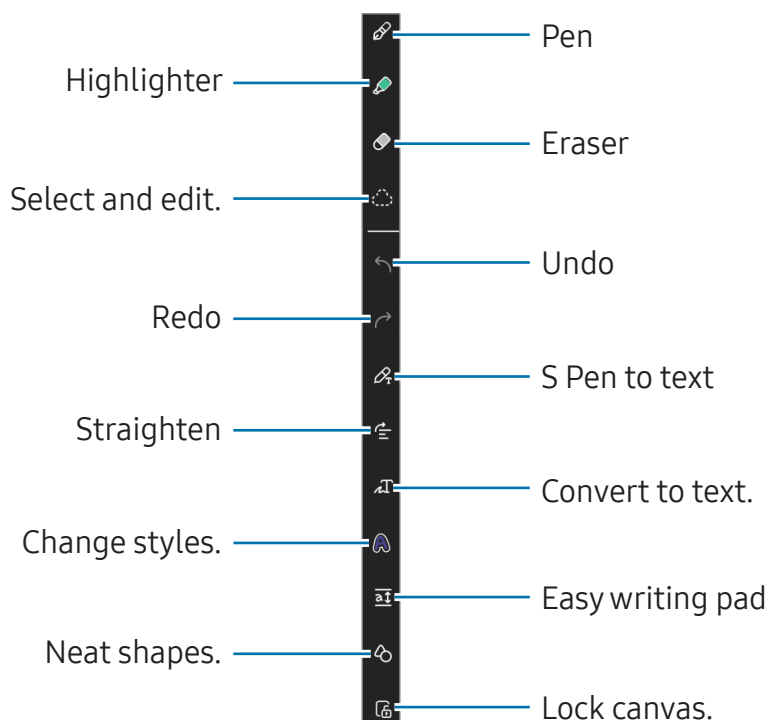 Pen
Highlighter
Eraser
Select and edit.
Undo
Redo
S Pen to text
Straighten
Convert to text.
Change styles.
Easy writing pad
Neat shapes.
Lock canvas.